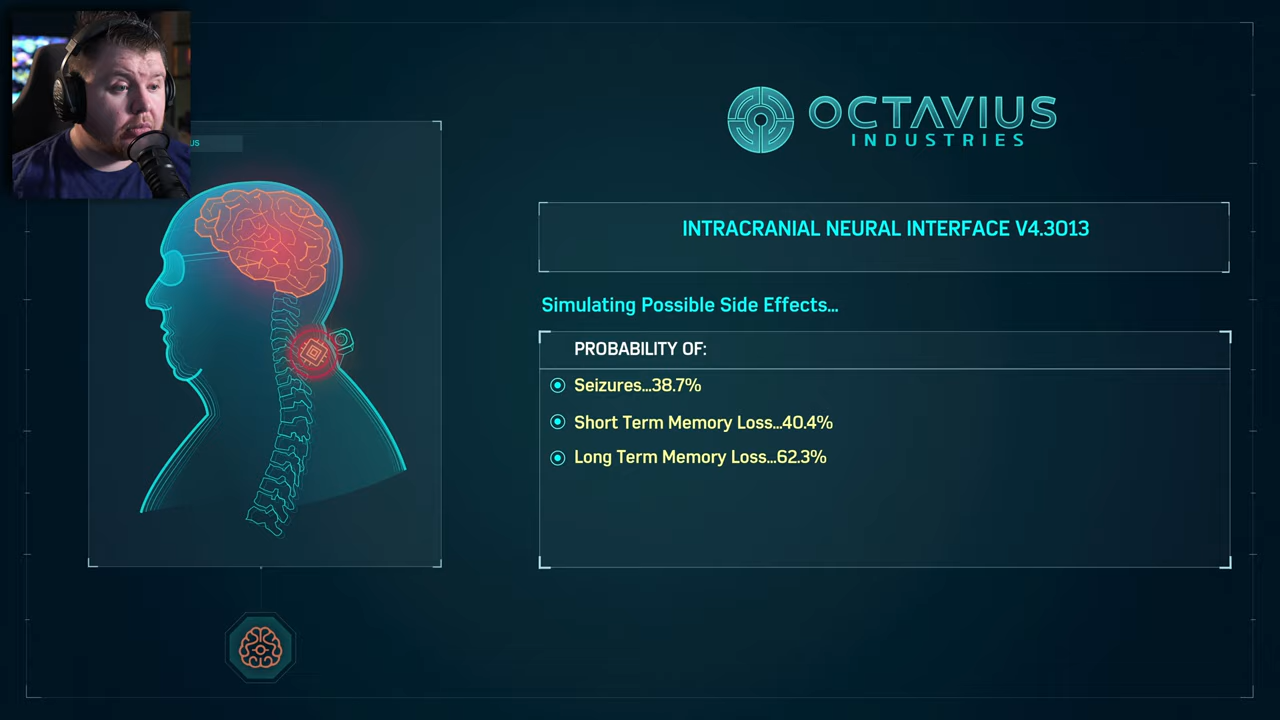 US
OCTAVIUS
INDUSTRIES
INTRACRANIAL NEURAL INTERFACE V4.3013
Simulating Possible Side Effects...
PROBABILITY OF:
Seizures...38.7%
Short Term Memory Loss...40.4%
Long Term Memory Loss...62.3%